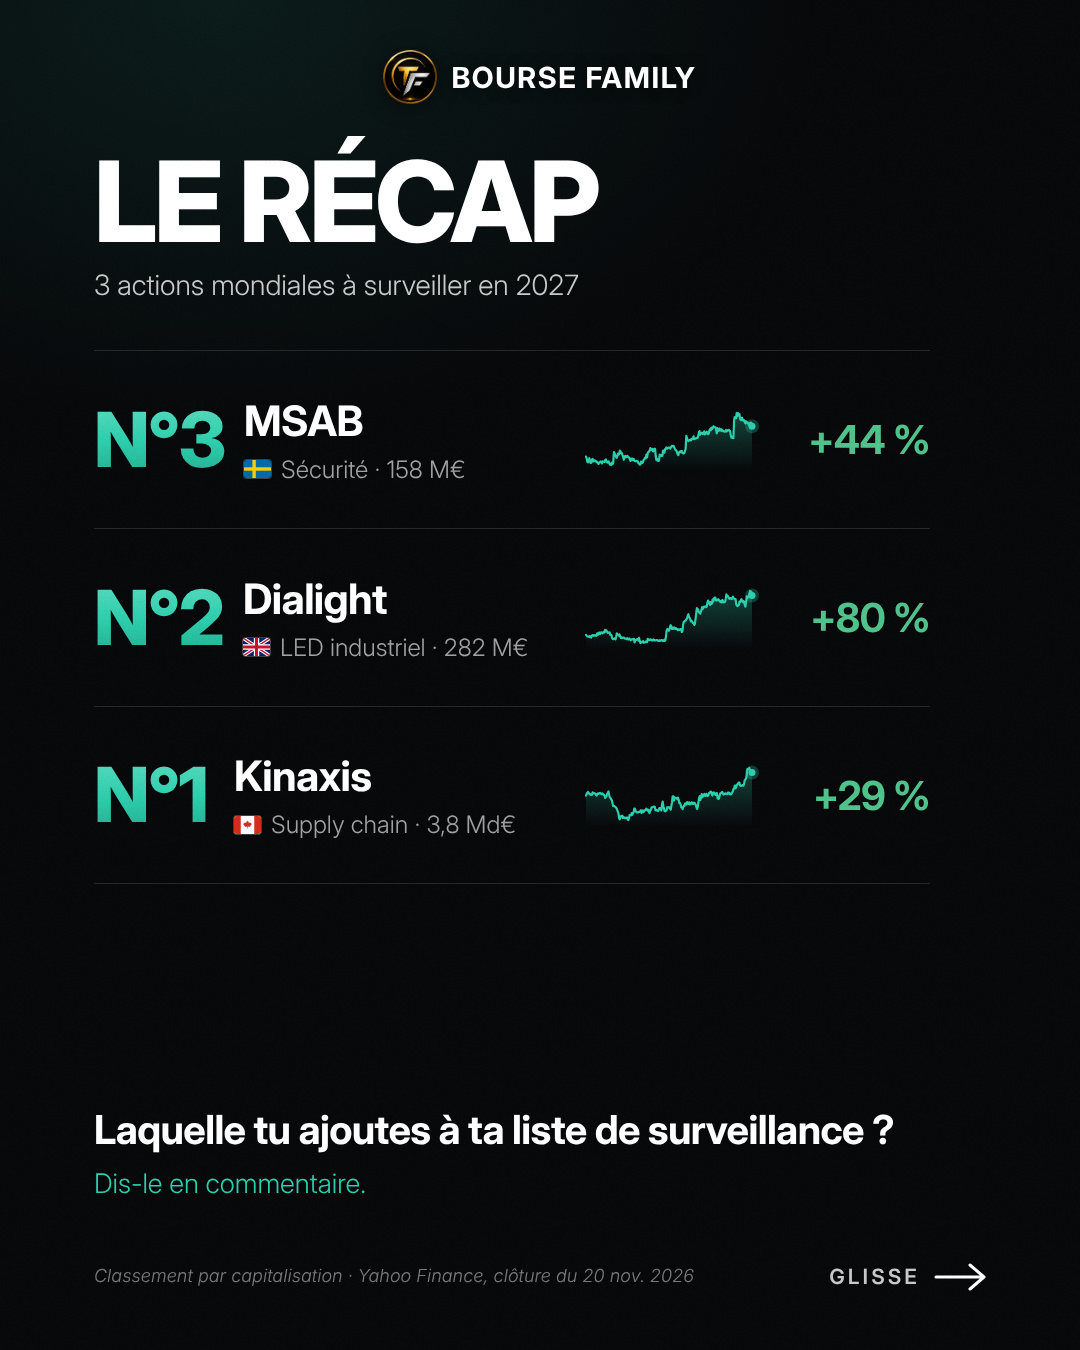 TF BOURSE FAMILY
LE RÉCAP
3 actions mondiales à surveiller en 2027
N°3 MSAB
Sécurité · 158 M€
+44 %
N°2 Dialight
LED industriel · 282 M€
+80 %
N°1 Kinaxis
Supply chain · 3,8 Md€
+29 %
Laquelle tu ajoutes à ta liste de surveillance ?
Dis-le en commentaire.
Classement par capitalisation · Yahoo Finance, clôture du 20 nov. 2026
GLISSE